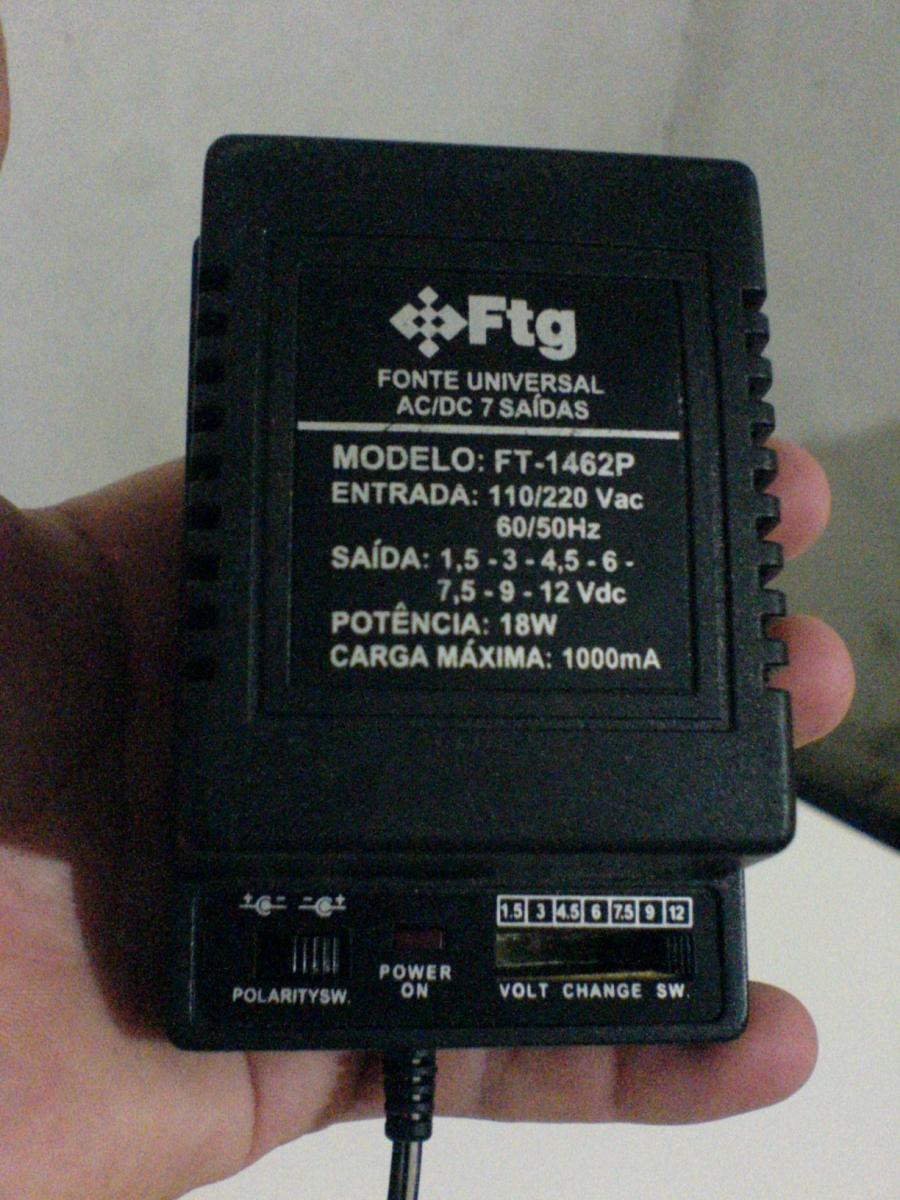 Ftg
FONTE UNIVERSAL
AC/DC 7 SAÍDAS
MODELO: FT-1462P
ENTRADA: 110/220 Vac
60/50Hz
SAÍDA: 1,5 - 3 - 4,5 - 6 -
7,5 - 9 - 12 Vdc
POTÊNCIA: 18W
CARGA MÁXIMA: 1000mA
+ - - +
1.5 3 4.5 6 7.5 9 12
POLARITYSW.
POWER
ON
VOLT CHANGE SW.